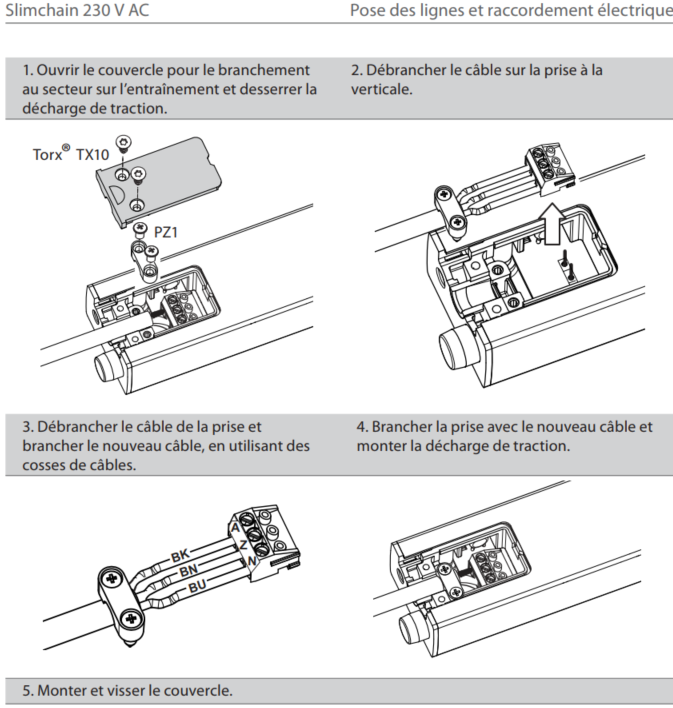 Slimchain 230 V AC
Pose des lignes et raccordement électrique
1. Ouvrir le couvercle pour le branchement
au secteur sur l'entraînement et desserrer la
décharge de traction.
2. Débrancher le câble sur la prise à la
verticale.
Torx® TX10
PZ1
3. Débrancher le câble de la prise et
brancher le nouveau câble, en utilisant des
cosses de câbles.
4. Brancher la prise avec le nouveau câble et
monter la décharge de traction.
A
Z
N
BK
BN
BU
5. Monter et visser le couvercle.